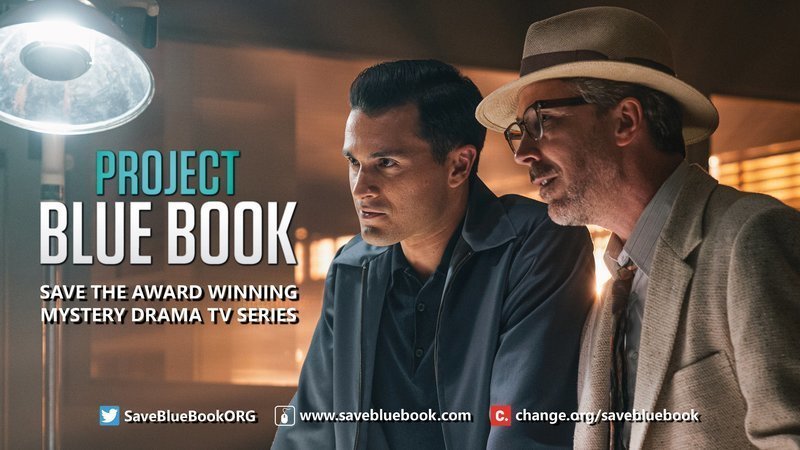 PROJECT
BLUE BOOK
SAVE THE AWARD WINNING
MYSTERY DRAMA TV SERIES
SaveBlueBookORG
www.savebluebook.com
C. change.org/savebluebook